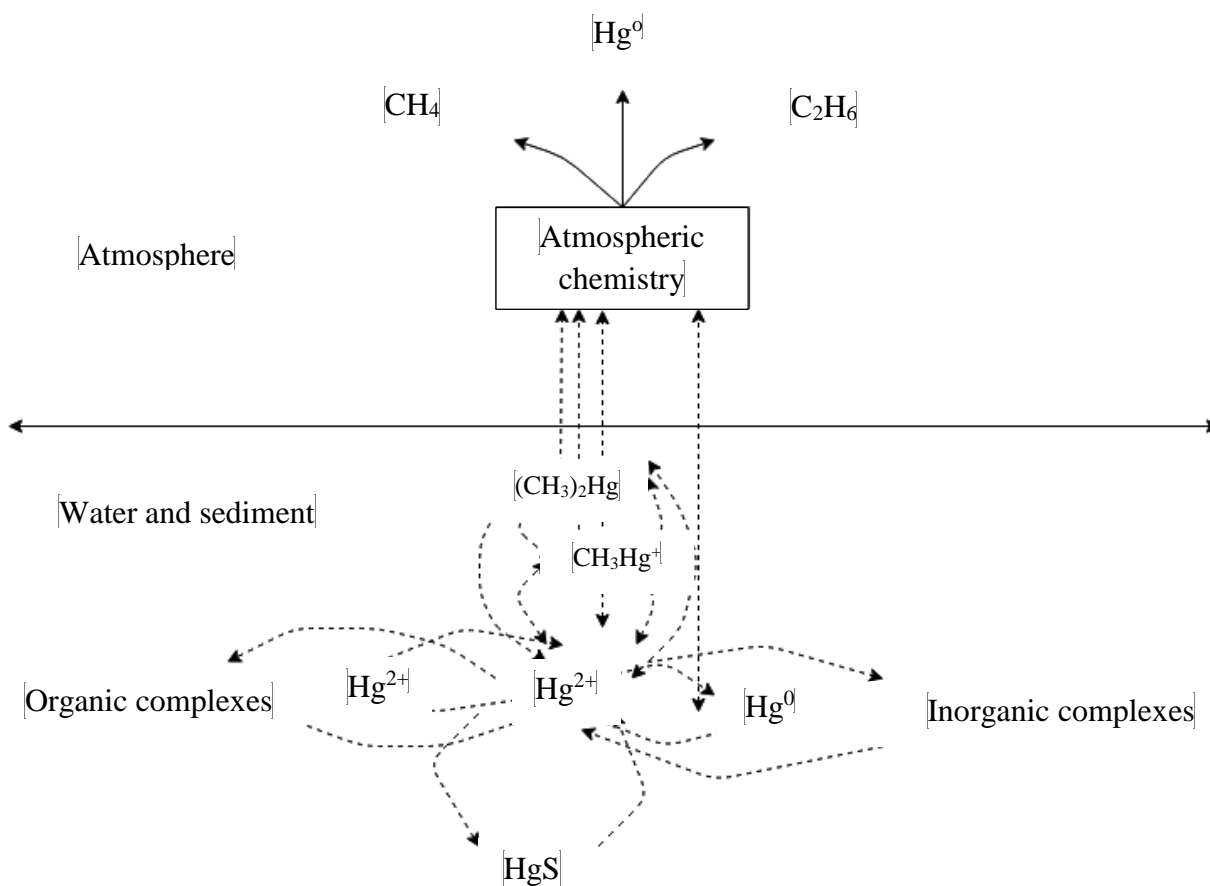 Hg⁰
CH₄
C₂H₆
Atmosphere
Atmospheric
chemistry
(CH₃)₂Hg
Water and sediment
CH₃Hg⁺
Organic complexes
Hg²⁺
Hg²⁺
Hg⁰
Inorganic complexes
HgS